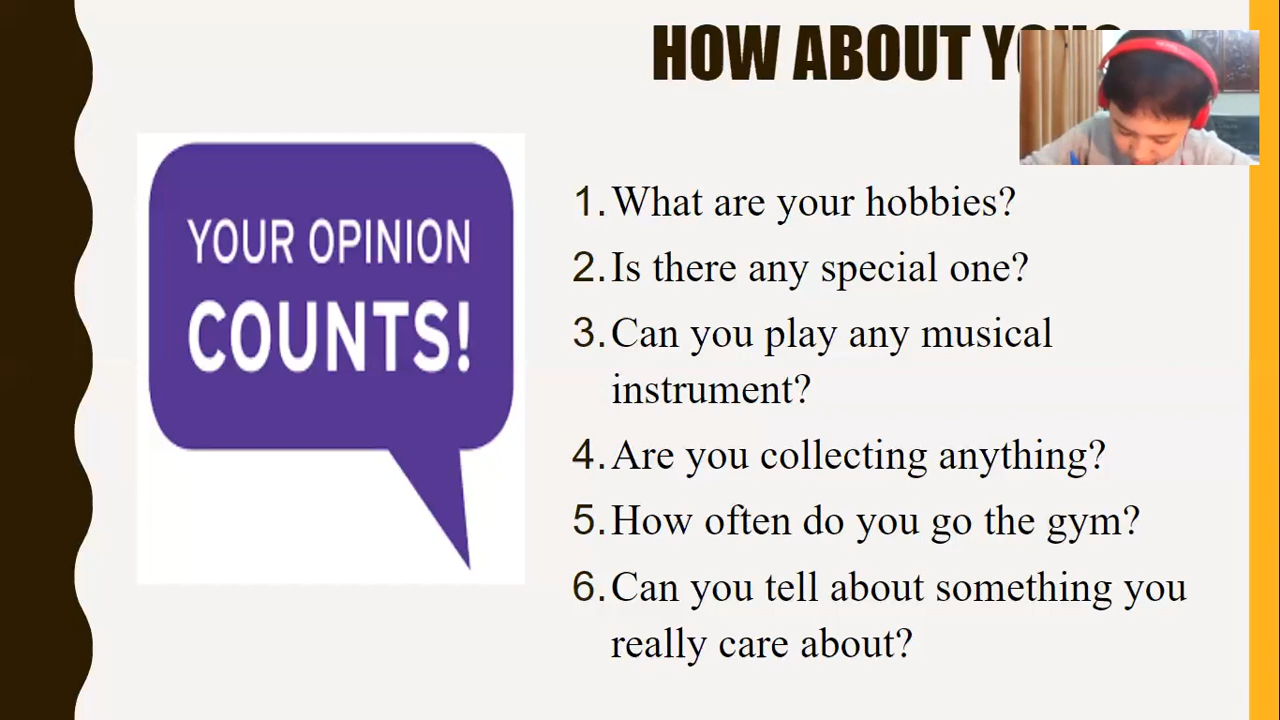 HOW ABOUT
YOUR OPINION
COUNTS!
1. What are your hobbies?
2. Is there any special one?
3. Can you play any musical
instrument?
4. Are you collecting anything?
5. How often do you go the gym?
6. Can you tell about something you
really care about?